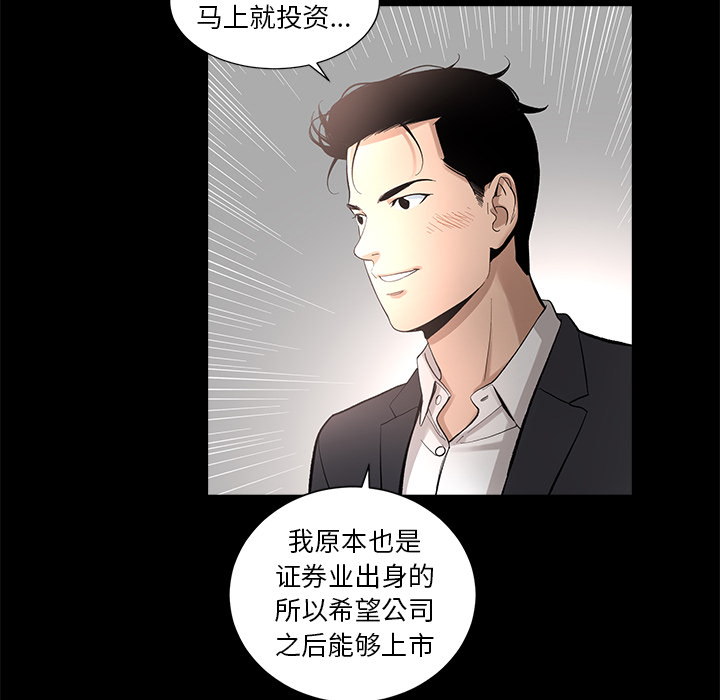 马上就投资...
我原本也是
证券业出身的
所以希望公司
之后能够上市